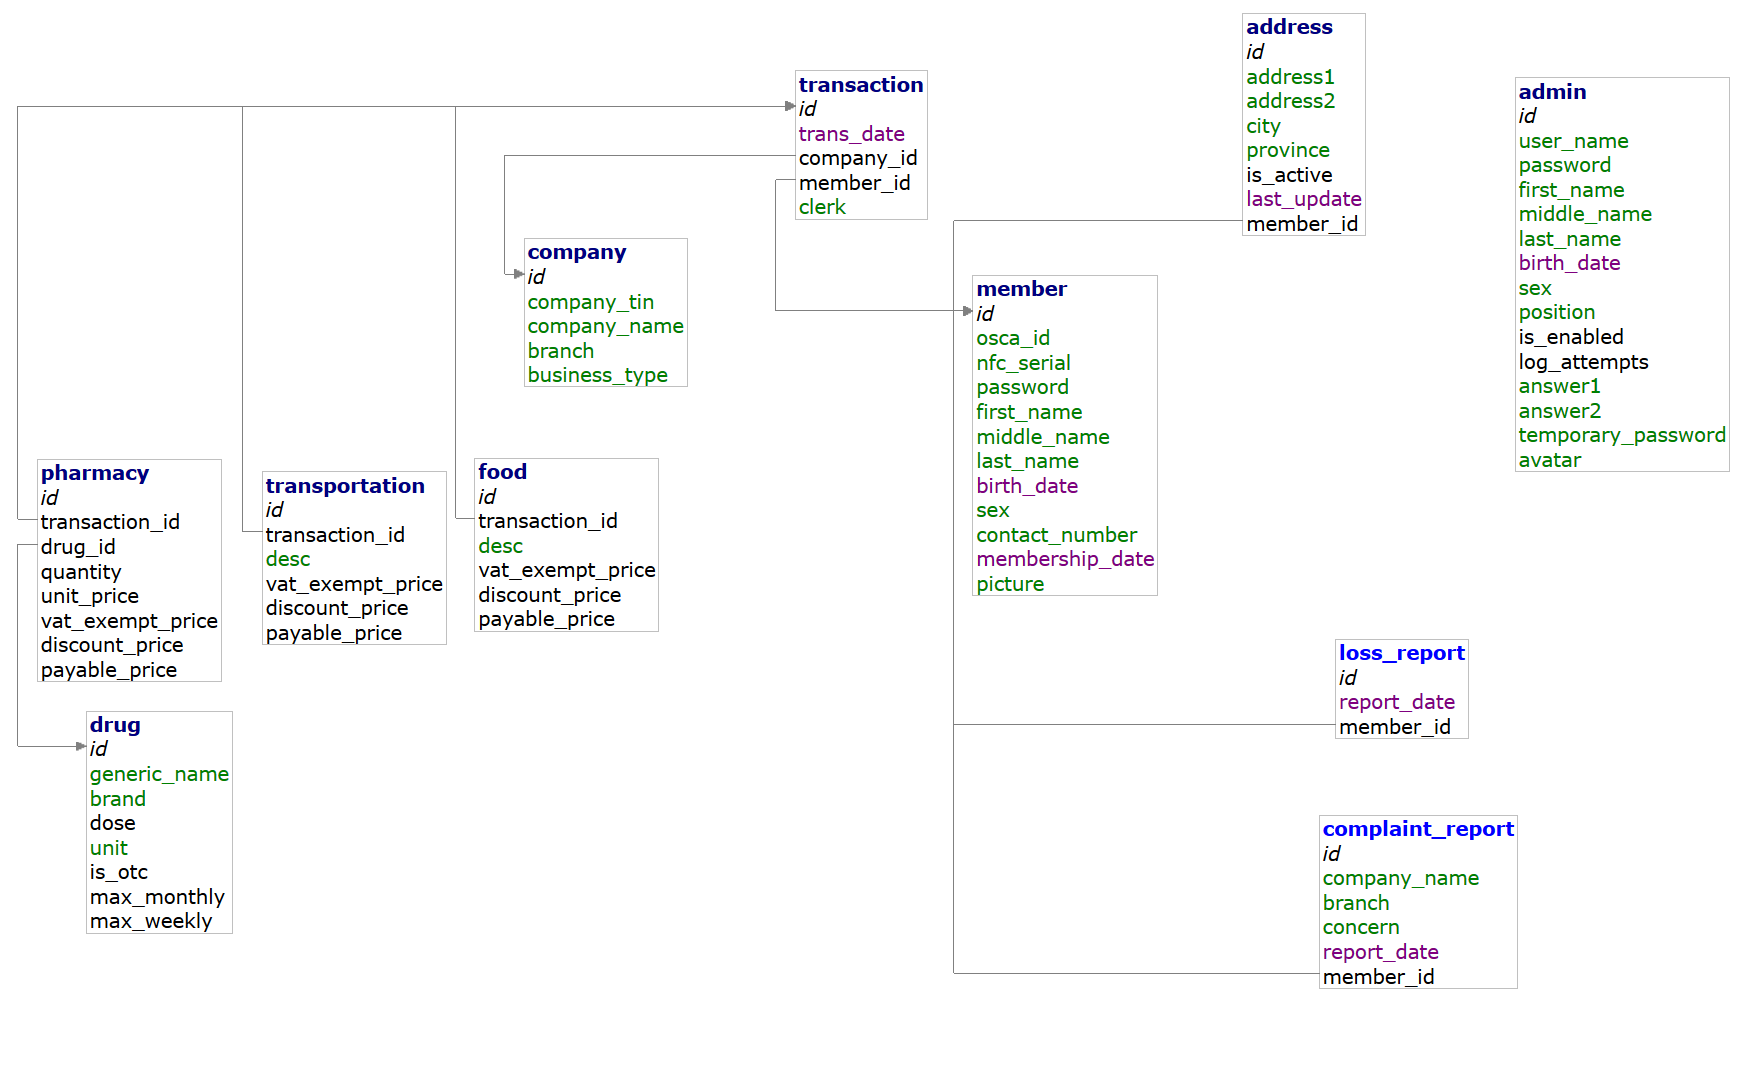 transaction
id
trans_date
company_id
member_id
clerk
address
id
address1
address2
city
province
is_active
last_update
member_id
admin
id
user_name
password
first_name
middle_name
last_name
birth_date
sex
position
is_enabled
log_attempts
answer1
answer2
temporary_password
avatar
company
id
company_tin
company_name
branch
business_type
member
id
osca_id
nfc_serial
password
first_name
middle_name
last_name
birth_date
sex
contact_number
membership_date
picture
pharmacy
id
transaction_id
drug_id
quantity
unit_price
vat_exempt_price
discount_price
payable_price
transportation
id
transaction_id
desc
vat_exempt_price
discount_price
payable_price
food
id
transaction_id
desc
vat_exempt_price
discount_price
payable_price
drug
id
generic_name
brand
dose
unit
is_otc
max_monthly
max_weekly
loss_report
id
report_date
member_id
complaint_report
id
company_name
branch
concern
report_date
member_id